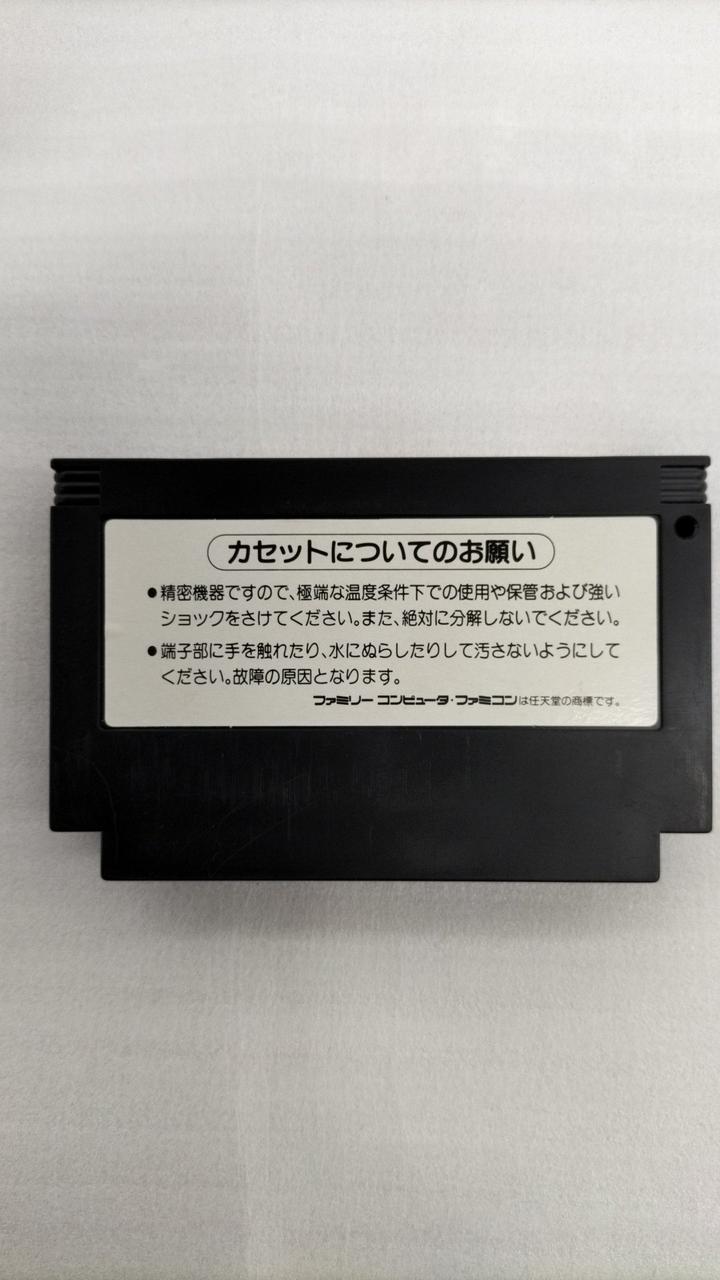 カセットについてのお願い
●精密機器ですので、極端な温度条件下での使用や保管および強い
ショックをさけてください。また、絶対に分解しないでください。
●端子部に手を触れたり、水にぬらしたりして汚さないようにして
ください。故障の原因となります。
ファミリー コンピュータ・ファミコンは任天堂の商標です。